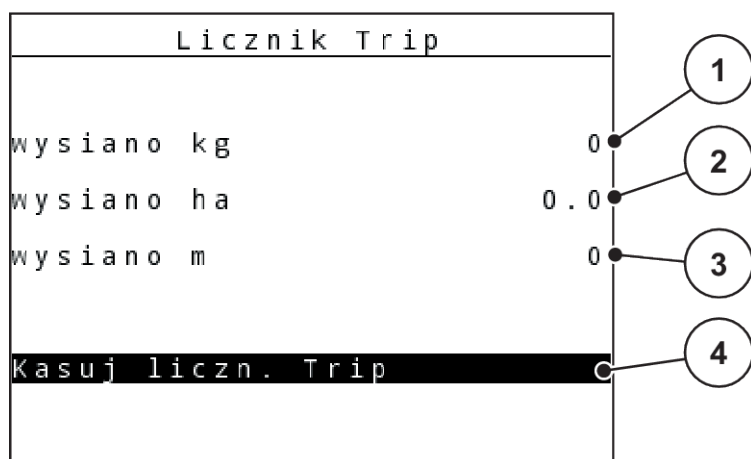 Licznik Trip
wysiano kg 0
wysiano ha 0.0
wysiano m 0
Kasuj liczn. Trip
1
2
3
4